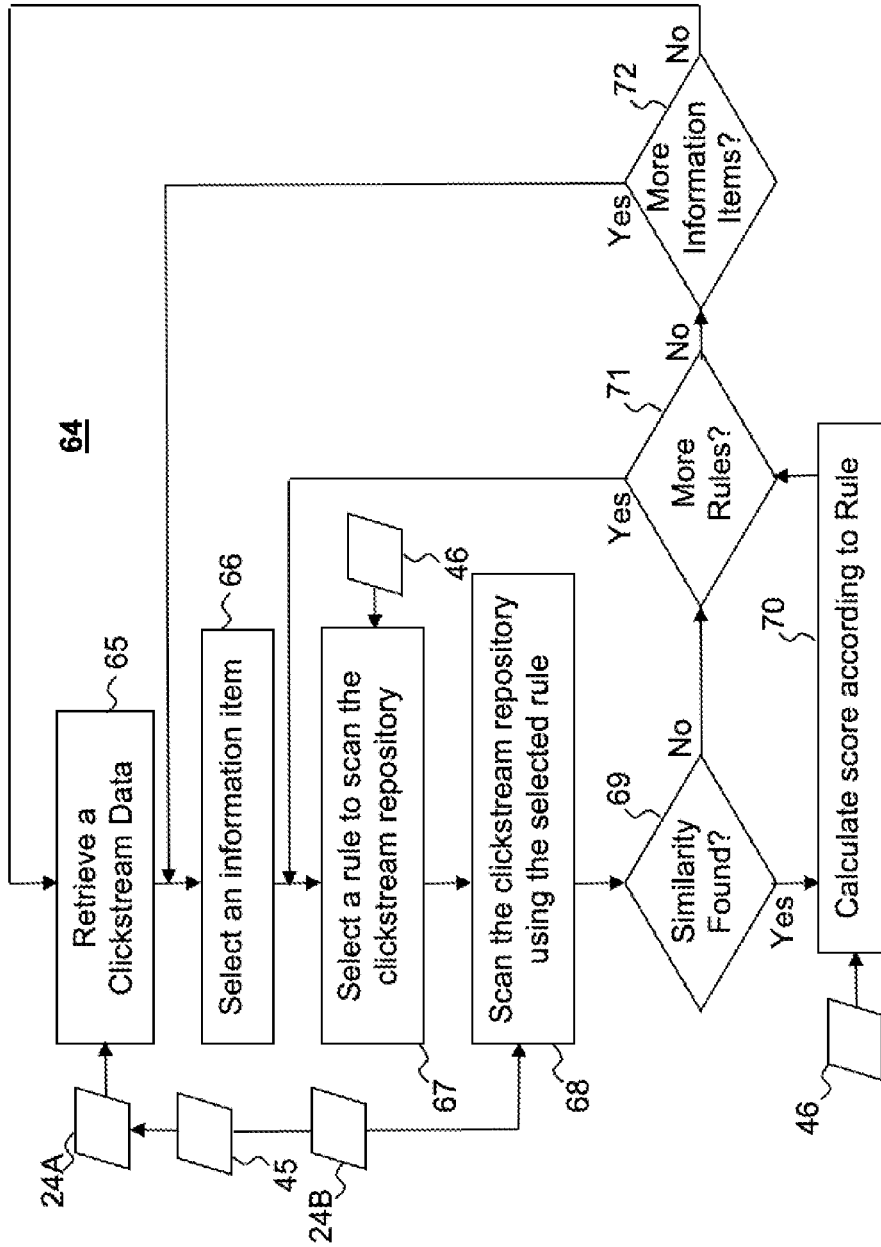 64
24A
45
24B
Retrieve a
Clickstream Data
65
Select an information item
66
Select a rule to scan the
clickstream repository
67
46
Scan the clickstream repository
using the selected rule
68
Similarity
Found?
69
No
Yes
Calculate score according to Rule
70
46
More
Rules?
71
Yes
No
More
Information
Items?
72
Yes
No